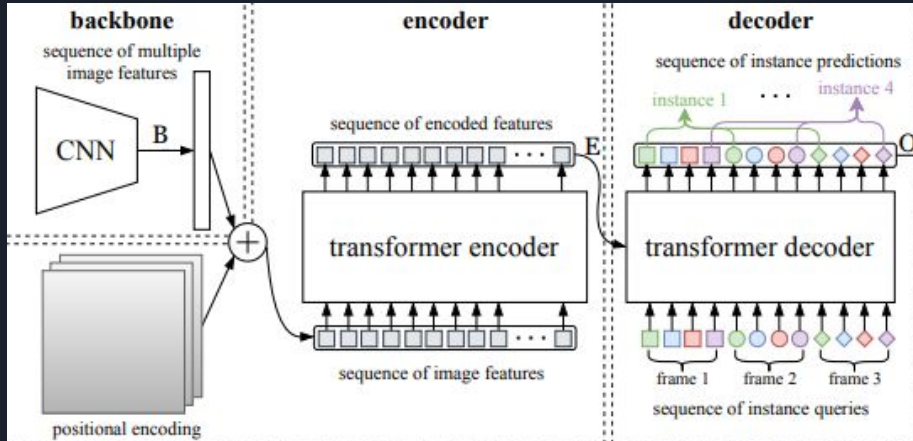 backbone
sequence of multiple
image features
CNN
B
+
positional encoding
encoder
sequence of encoded features
E
transformer encoder
sequence of image features
decoder
sequence of instance predictions
instance 1
instance 4
O
transformer decoder
frame 1 frame 2 frame 3
sequence of instance queries